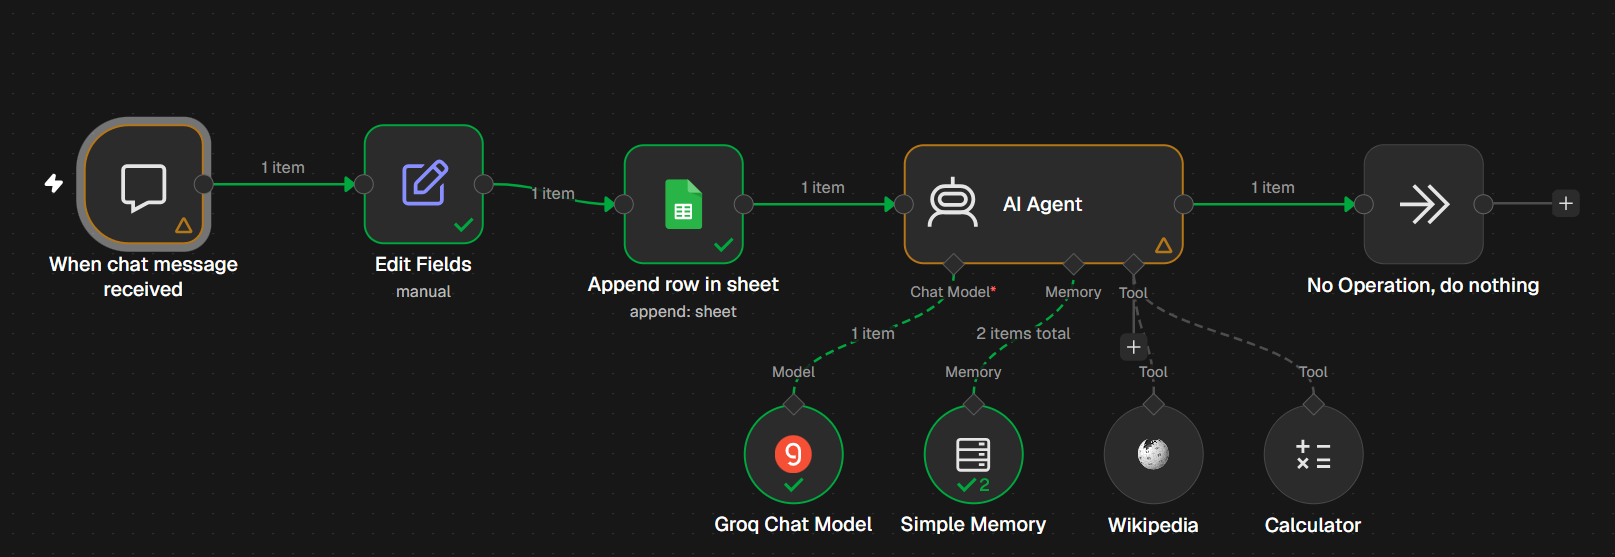 1 item
1 item
1 item
1 item
AI Agent
When chat message
received
Edit Fields
manual
Append row in sheet
append: sheet
No Operation, do nothing
Chat Model*
Memory
Tool
1 item
2 items total
+
+
Model
Memory
Tool
Tool
9
2
Groq Chat Model
Simple Memory
Wikipedia
Calculator